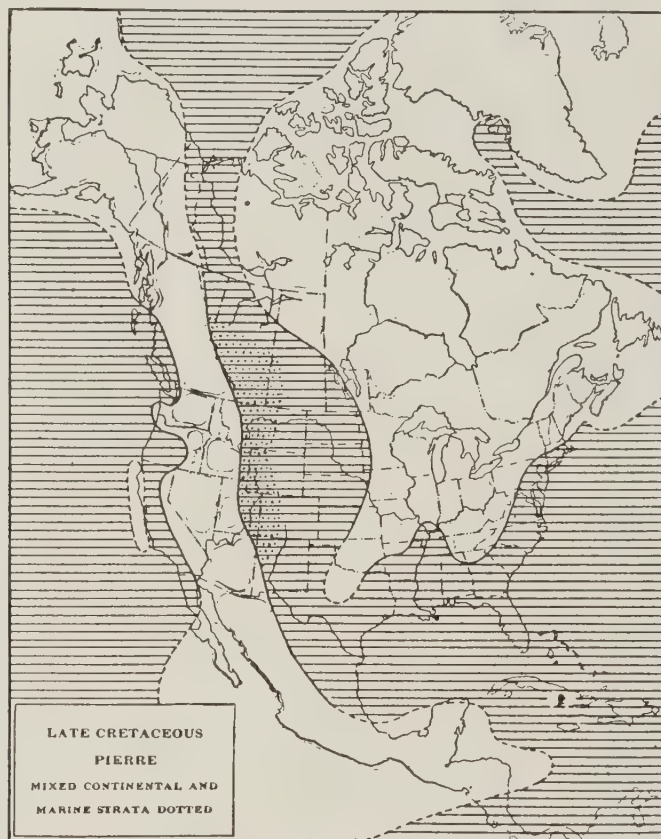 LATE CRETACEOUS
PIERRE
MIXED CONTINENTAL AND
MARINE STRATA DOTTED